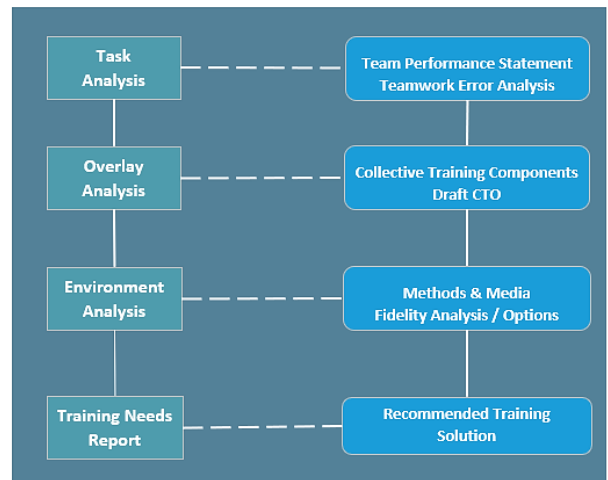 Task
Analysis
Team Performance Statement
Teamwork Error Analysis
Overlay
Analysis
Collective Training Components
Draft CTO
Environment
Analysis
Methods & Media
Fidelity Analysis / Options
Training Needs
Report
Recommended Training
Solution